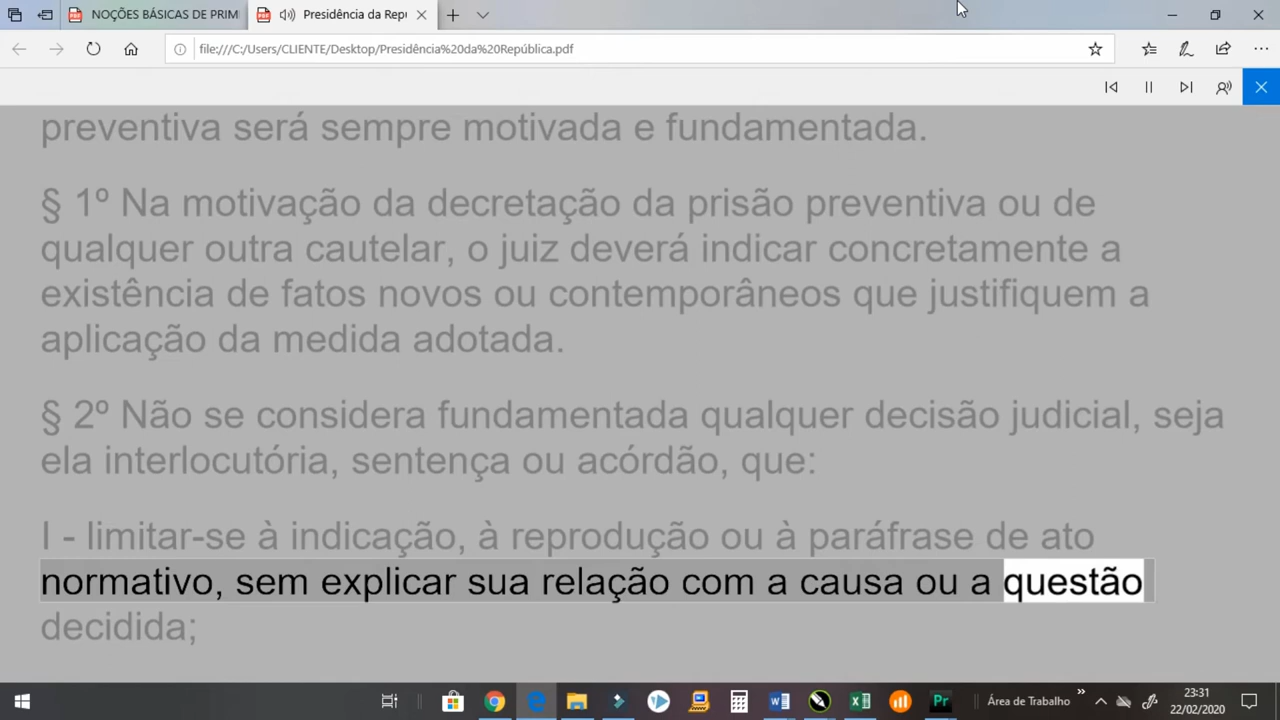 NOÇÕES BÁSICAS DE PRIM
Presidência da Repú
file:///C:/Users/CLIENTE/Desktop/Presidência%20da%20República.pdf
preventiva será sempre motivada e fundamentada.
§ 1º Na motivação da decretação da prisão preventiva ou de
qualquer outra cautelar, o juiz deverá indicar concretamente a
existência de fatos novos ou contemporâneos que justifiquem a
aplicação da medida adotada.
§ 2º Não se considera fundamentada qualquer decisão judicial, seja
ela interlocutória, sentença ou acórdão, que:
I - limitar-se à indicação, à reprodução ou à paráfrase de ato
normativo, sem explicar sua relação com a causa ou a questão
decidida;
Área de Trabalho
23:31
22/02/2020